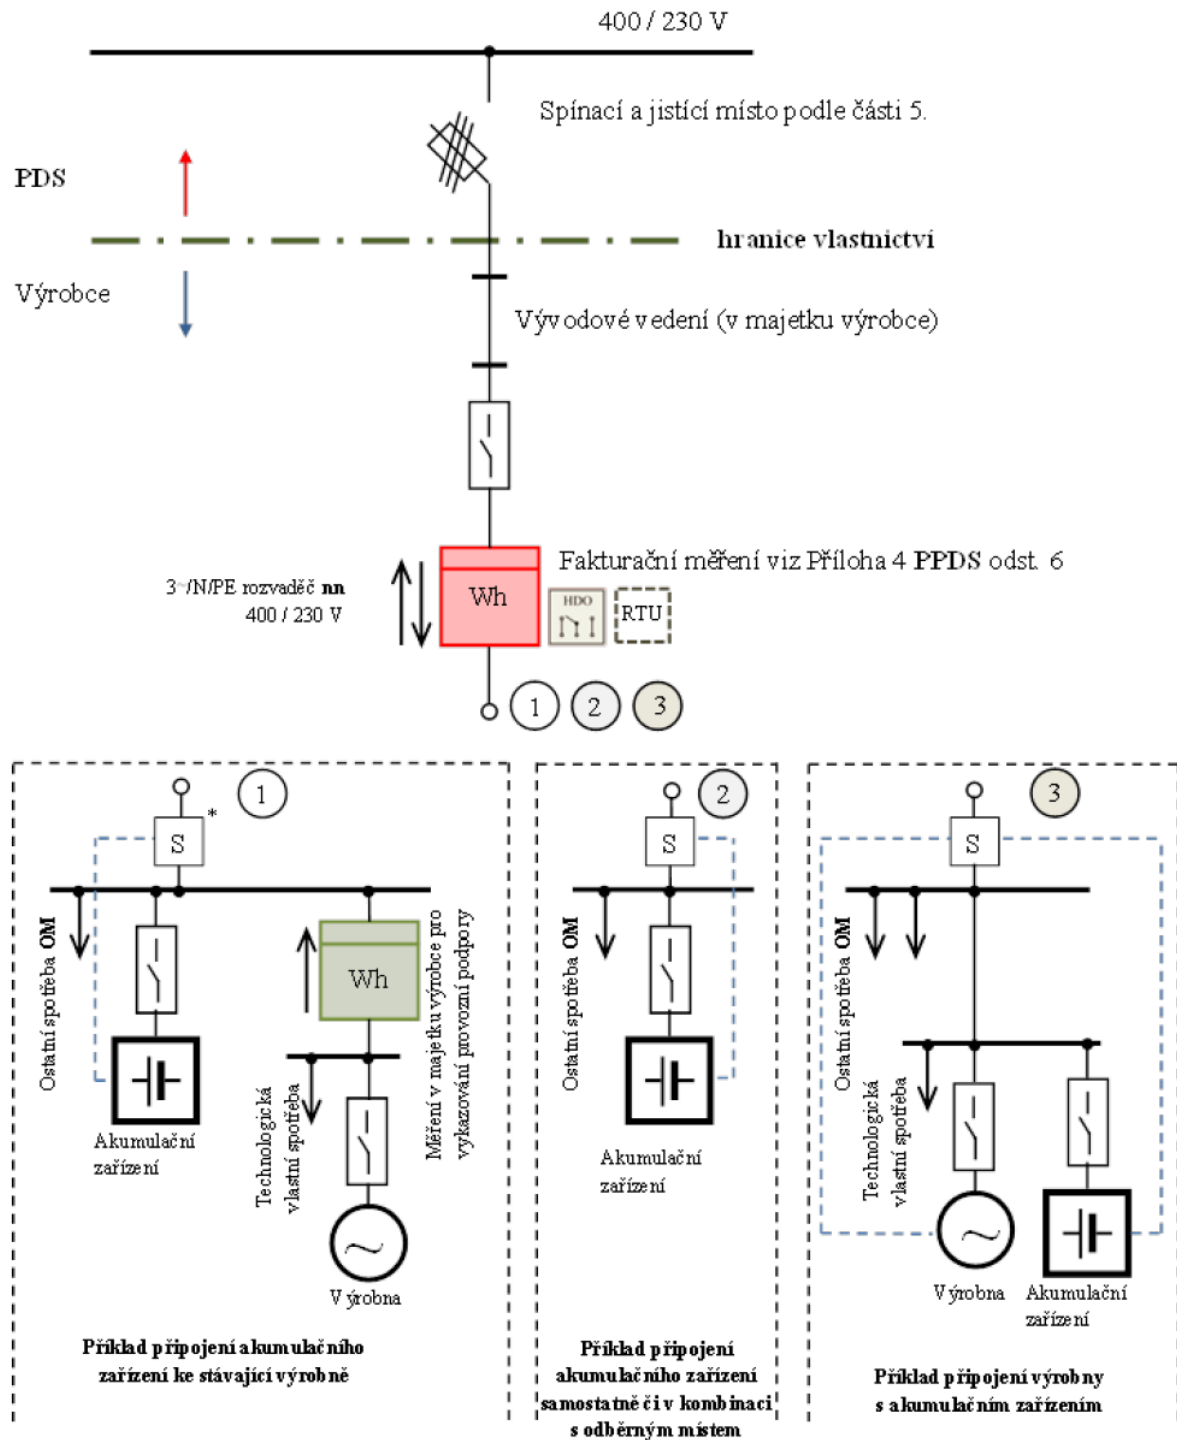 400 / 230 V
Spínací a jistící místo podle části 5.
PDS
hranice vlastnictví
Výrobce
Vývodové vedení (v majetku výrobce)
Fakturační měření viz Příloha 4 PPDS odst. 6
3~/N/PE rozvaděč nn
400 / 230 V
Wh
HDO
RTU
1
2
3
1
S
*
Ostatní spotřeba OM
Wh
Měření v majetku výrobce pro
vykazování provozní podpory
Akumulační
zařízení
Technologická
vlastní spotřeba
Výrobna
Příklad připojení akumulačního
zařízení ke stávající výrobně
2
S
Ostatní spotřeba OM
Akumulační
zařízení
Příklad připojení
akumulačního zařízení
samostatně či v kombinaci
s odběrným místem
3
S
Ostatní spotřeba OM
Technologická
vlastní spotřeba
Výrobna
Akumulační
zařízení
Příklad připojení výrobny
s akumulačním zařízením